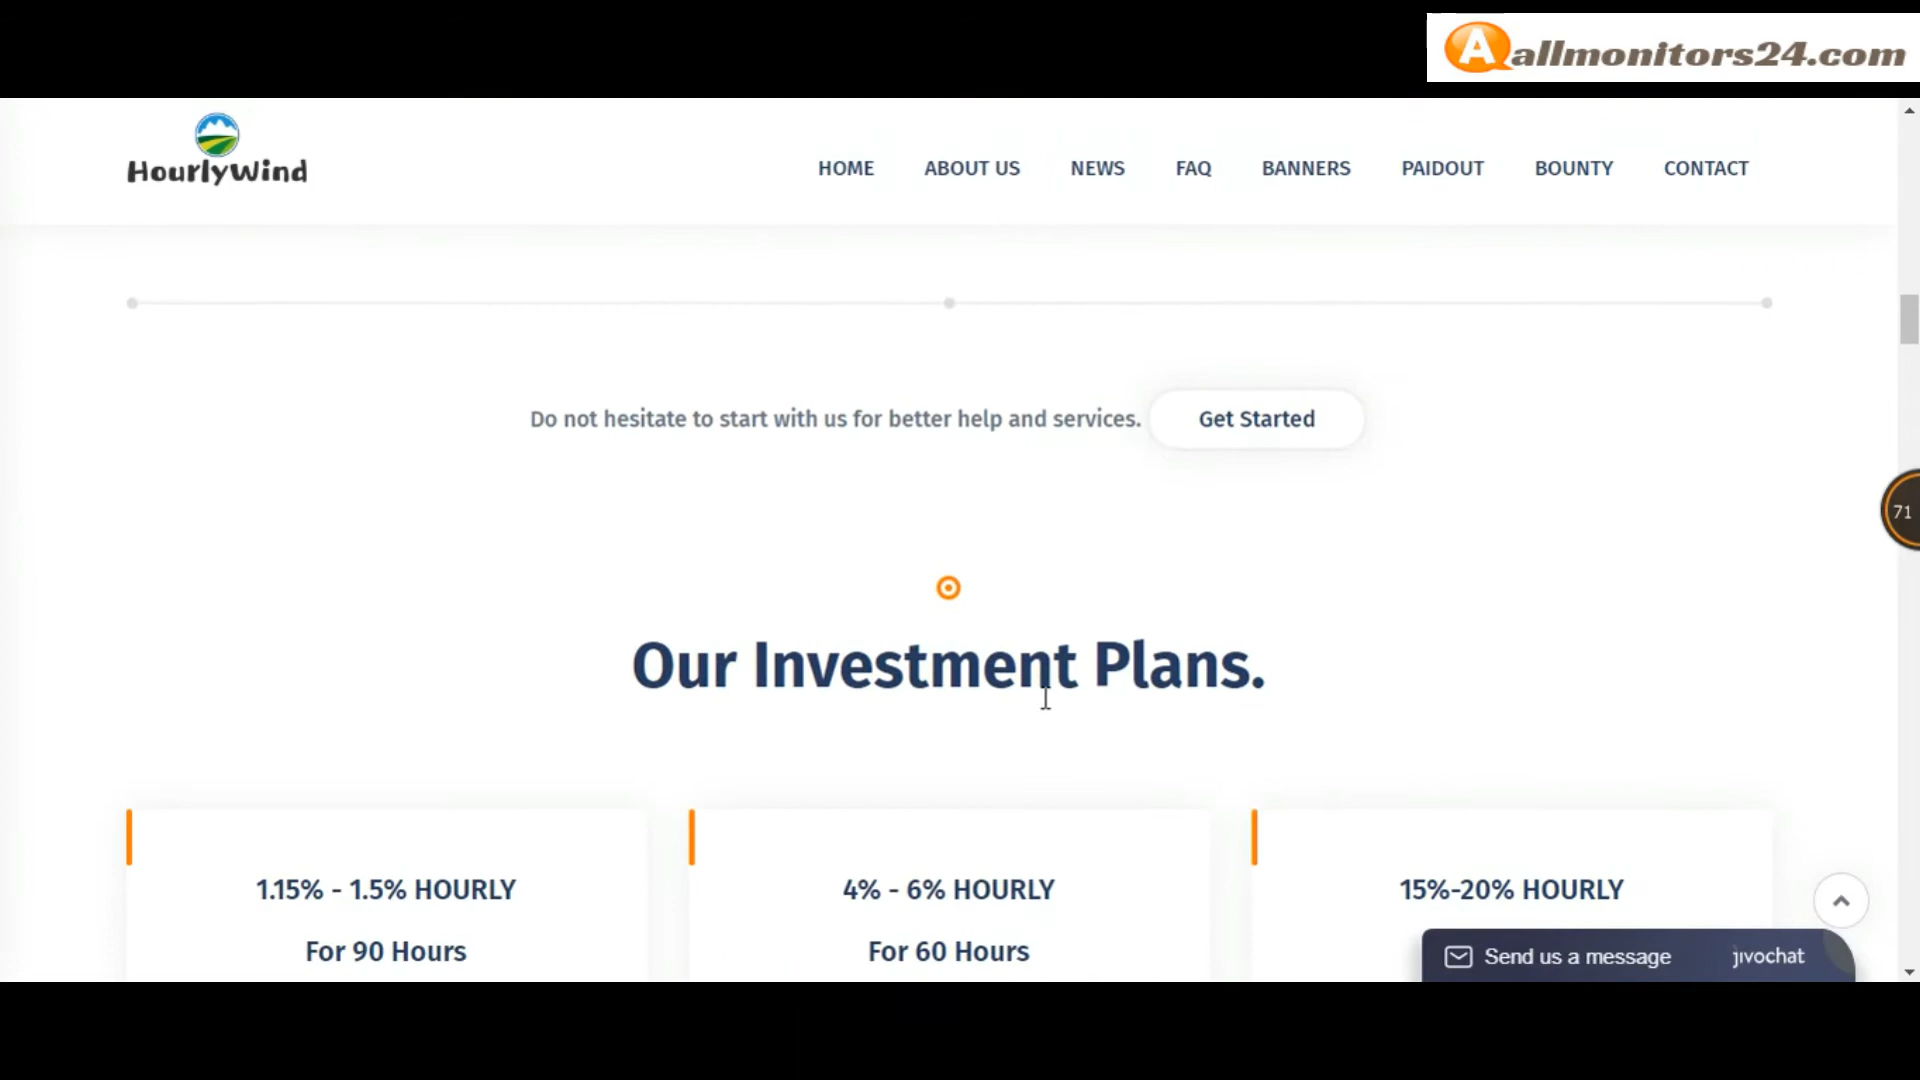 A allmonitors24.com
HourlyWind
HOME ABOUT US NEWS FAQ BANNERS PAIDOUT BOUNTY CONTACT
Do not hesitate to start with us for better help and services. Get Started
71
Our Investment Plans.
1.15% - 1.5% HOURLY
For 90 Hours
4% - 6% HOURLY
For 60 Hours
15%-20% HOURLY
Send us a message jivochat